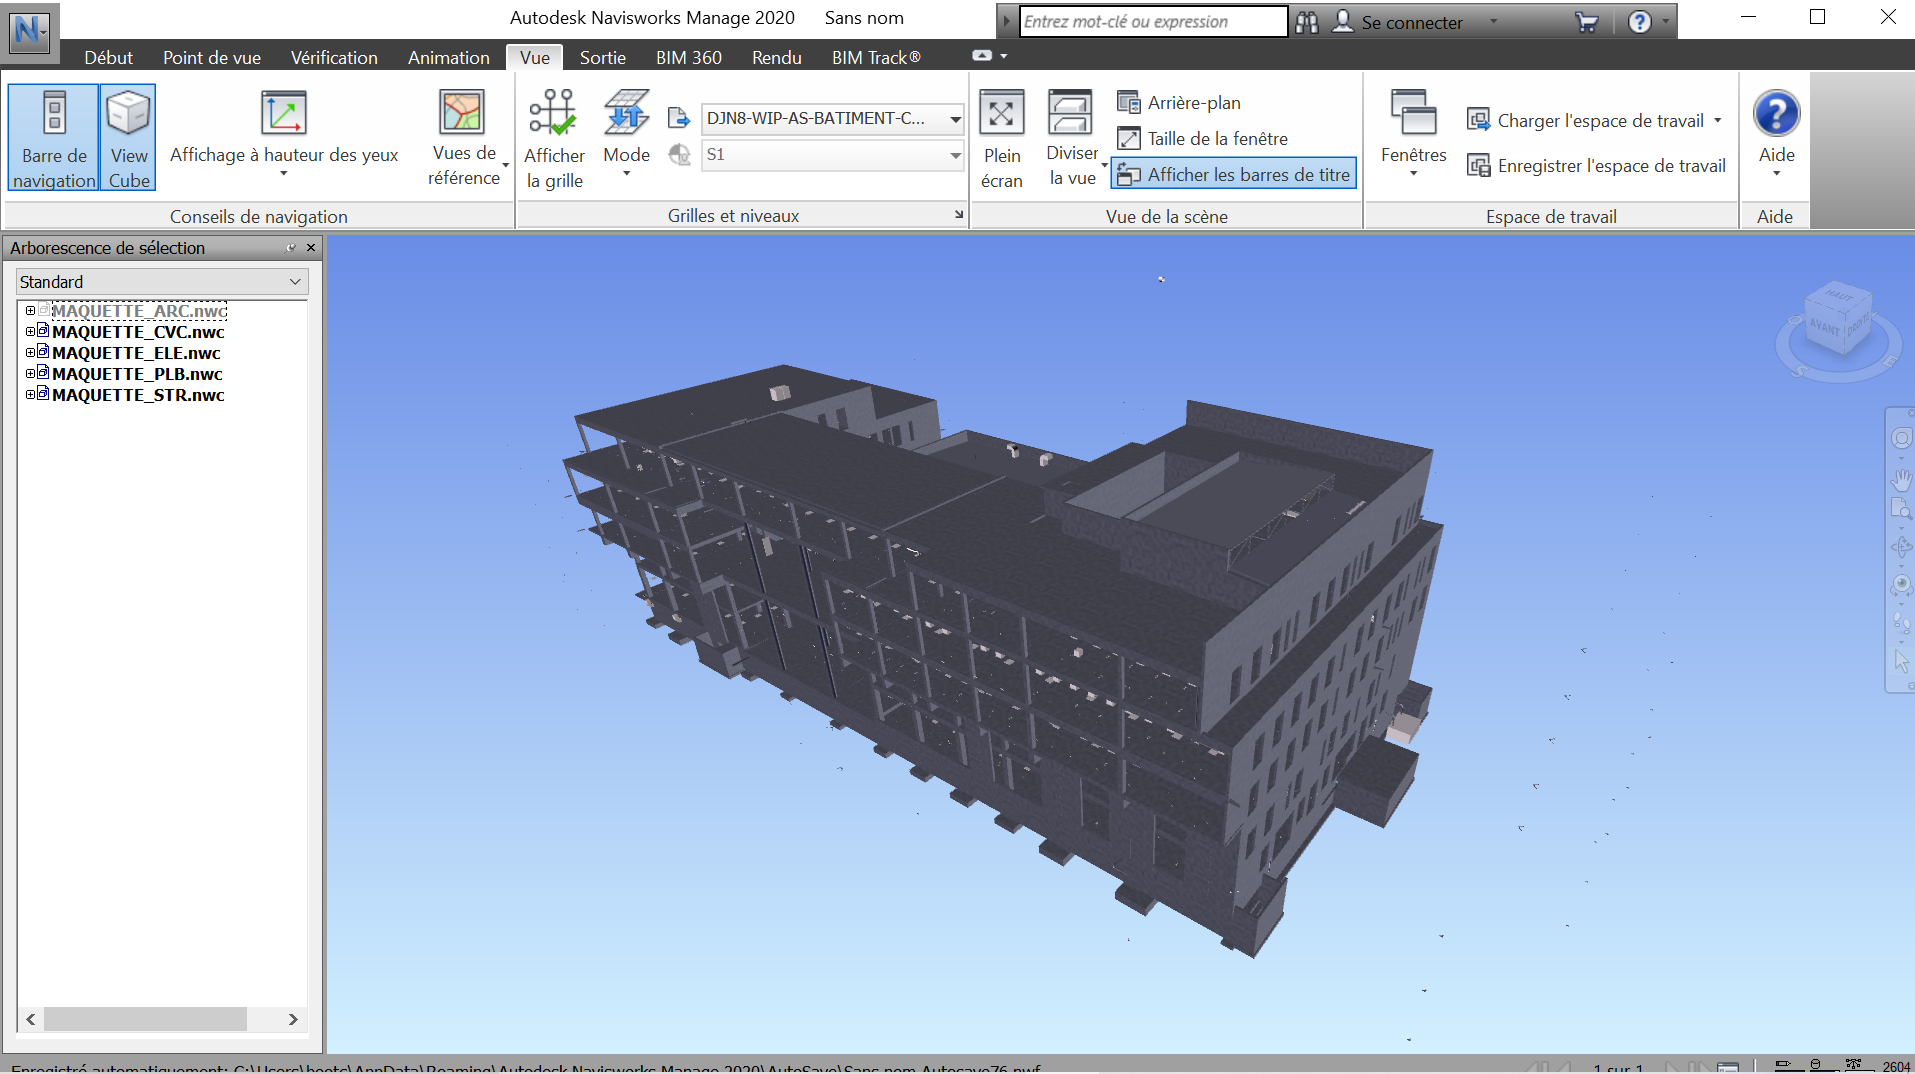 Autodesk Navisworks Manage 2020 Sans nom
Entrez mot-clé ou expression
Se connecter
Début Point de vue Vérification Animation Vue Sortie BIM 360 Rendu BIM Track®
Barre de navigation
View Cube
Affichage à hauteur des yeux
Vues de référence
Conseils de navigation
Afficher la grille
Mode
DJN8-WIP-AS-BATIMENT-C...
S1
Grilles et niveaux
Plein écran
Diviser la vue
Arrière-plan
Taille de la fenêtre
Afficher les barres de titre
Vue de la scène
Fenêtres
Charger l'espace de travail
Enregistrer l'espace de travail
Espace de travail
Aide
Aide
Arborescence de sélection
Standard
MAQUETTE_ARC.nwc
MAQUETTE_CVC.nwc
MAQUETTE_ELE.nwc
MAQUETTE_PLB.nwc
MAQUETTE_STR.nwc
HAUT
AVANT
DROITE
S
E
Enregistré automatiquement: C:\Users\bootc\AppData\Roaming\Autodesk Navisworks Manage 2020\AutoSave\Sans nom.Autosave76.nwf
1 sur 1
2604